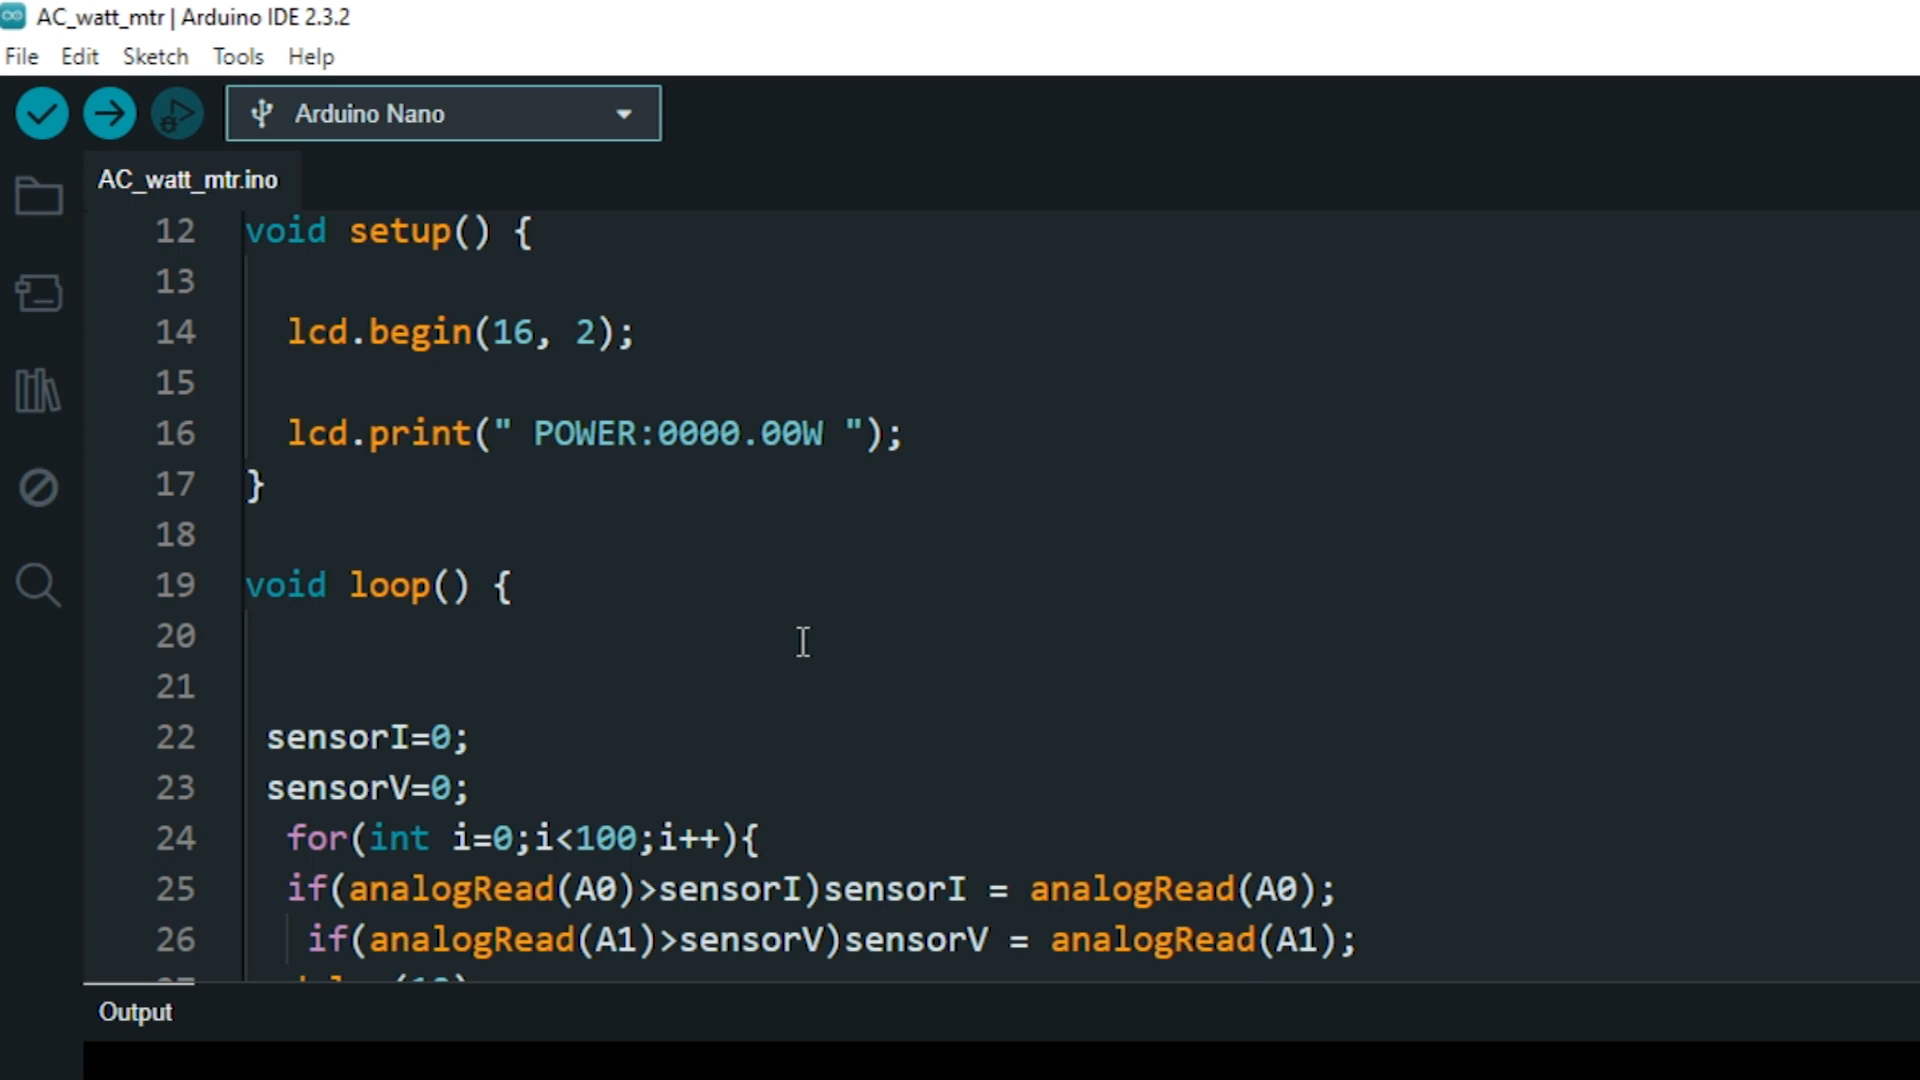 AC_watt_mtr | Arduino IDE 2.3.2
File Edit Sketch Tools Help
Arduino Nano
AC_watt_mtr.ino
12 void setup() {
13
14 lcd.begin(16, 2);
15
16 lcd.print(" POWER:0000.00W ");
17 }
18
19 void loop() {
20
21
22 sensorI=0;
23 sensorV=0;
24 for(int i=0;i<100;i++){
25 if(analogRead(A0)>sensorI)sensorI = analogRead(A0);
26 if(analogRead(A1)>sensorV)sensorV = analogRead(A1);
Output